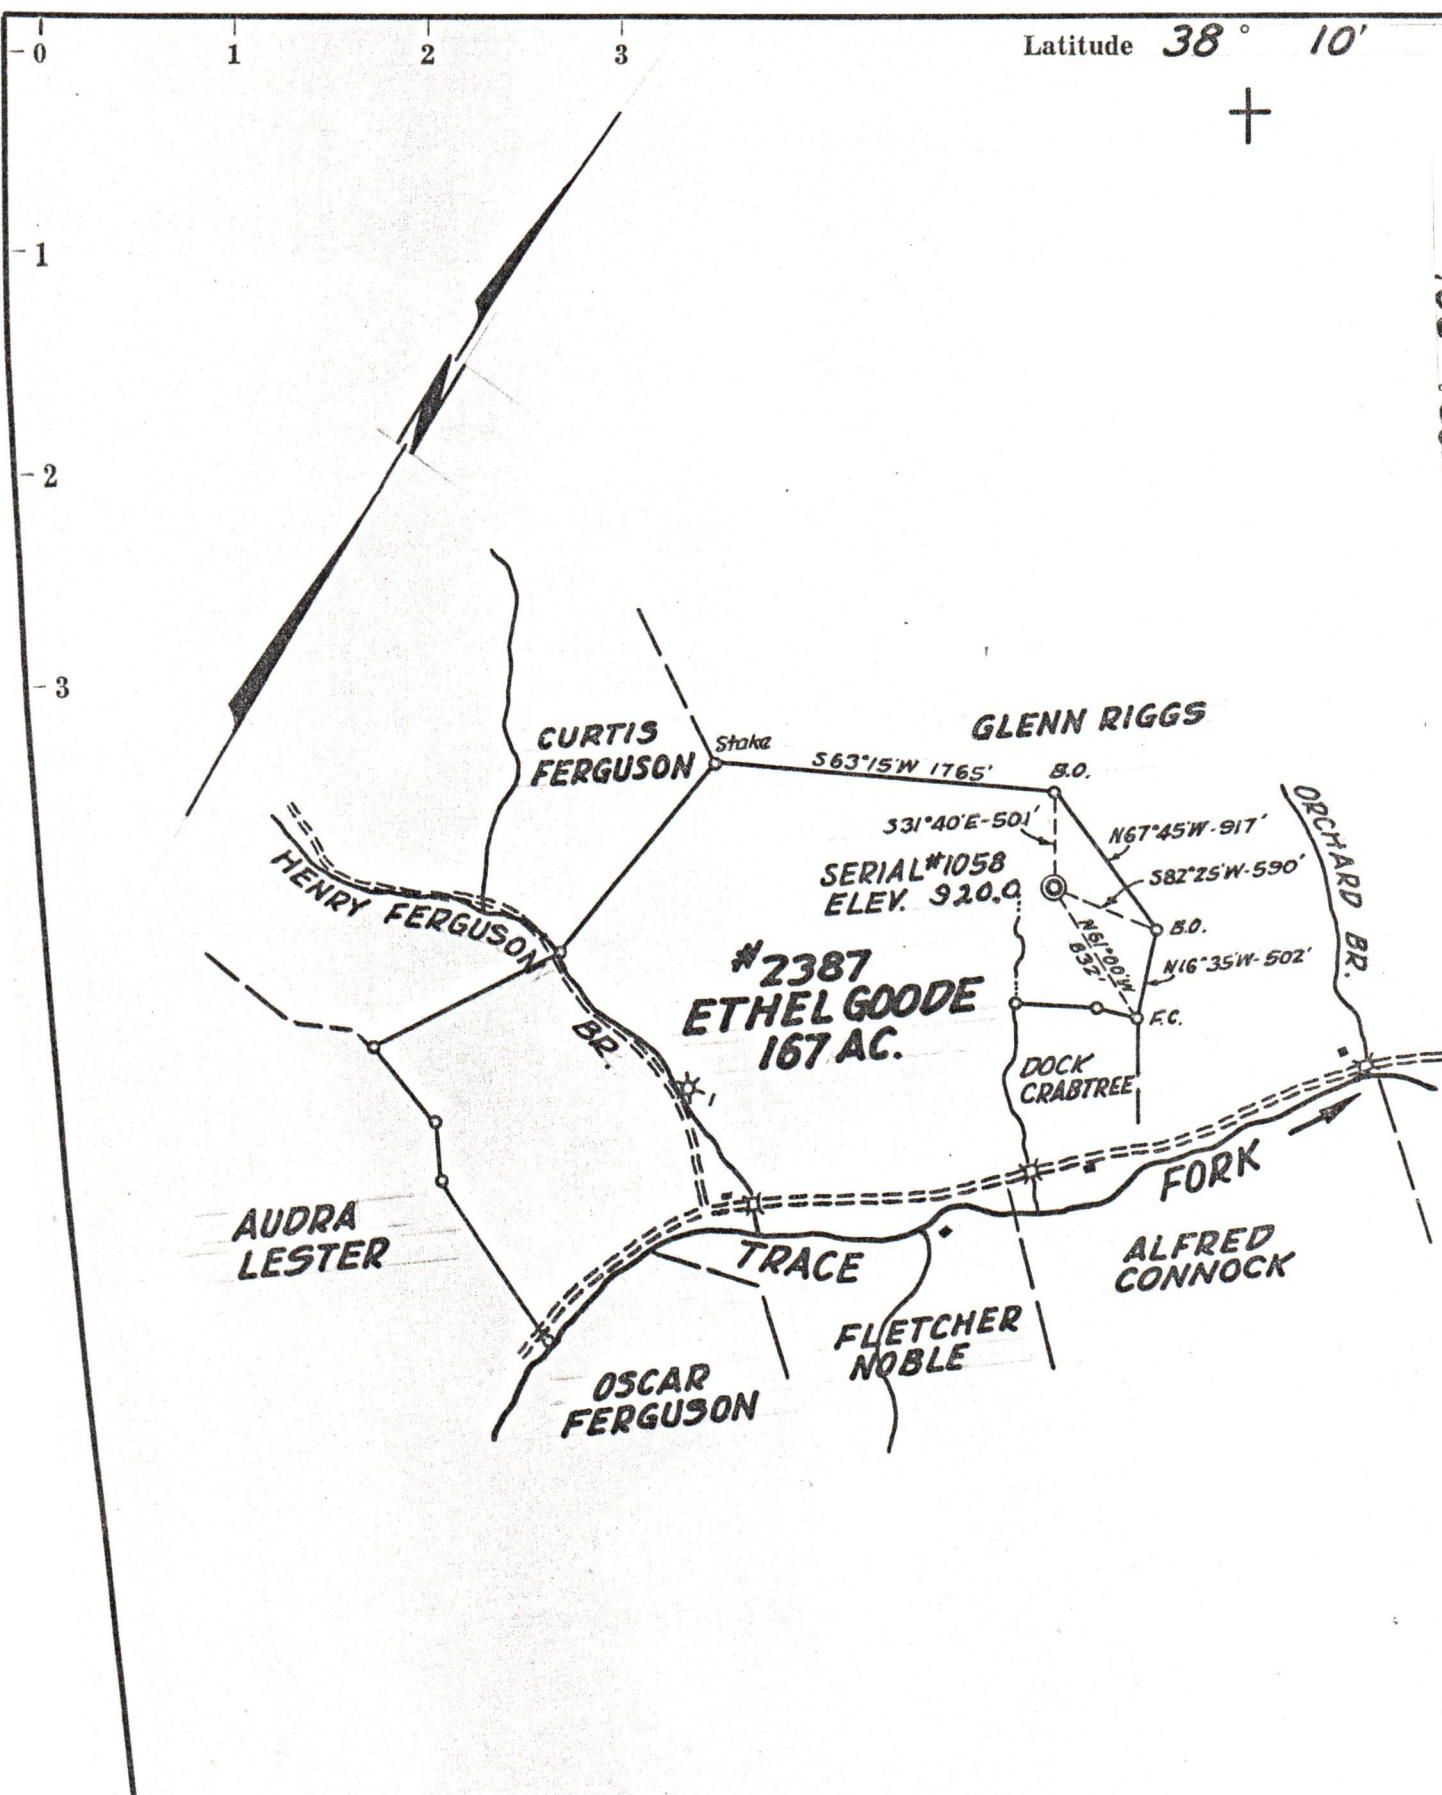 0 1 2 3 Latitude 38° 10'
1
2
3
GLENN RIGGS
CURTIS
FERGUSON
Stake
S63°15'W 1765'
B.O.
S31°40'E-501'
N67°45'W-917'
ORCHARD BR.
SERIAL #1058
ELEV. 920.0
S82°25'W-590'
HENRY FERGUSON BR.
B.O.
N61°00'W
832'
N16°35'W-502'
#2387
ETHEL GOODE
167 AC.
F.C.
DOCK
CRABTREE
1
TRACE FORK
AUDRA
LESTER
ALFRED
CONNOCK
FLETCHER
NOBLE
OSCAR
FERGUSON